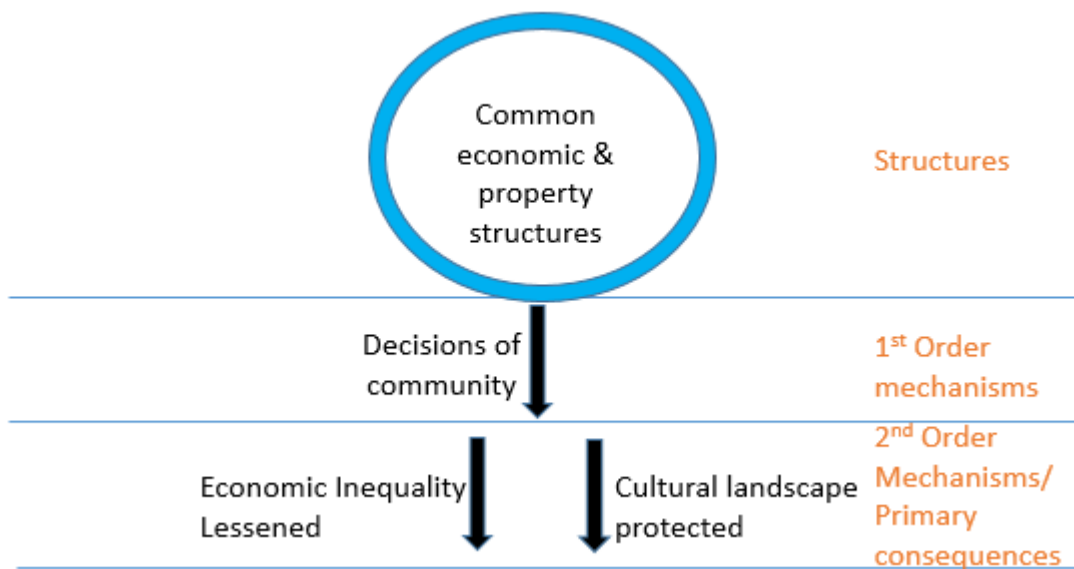 Common
economic &
property
structures
Structures
Decisions of
community
1st Order
mechanisms
Economic Inequality
Lessened
Cultural landscape
protected
2nd Order
Mechanisms/
Primary
consequences